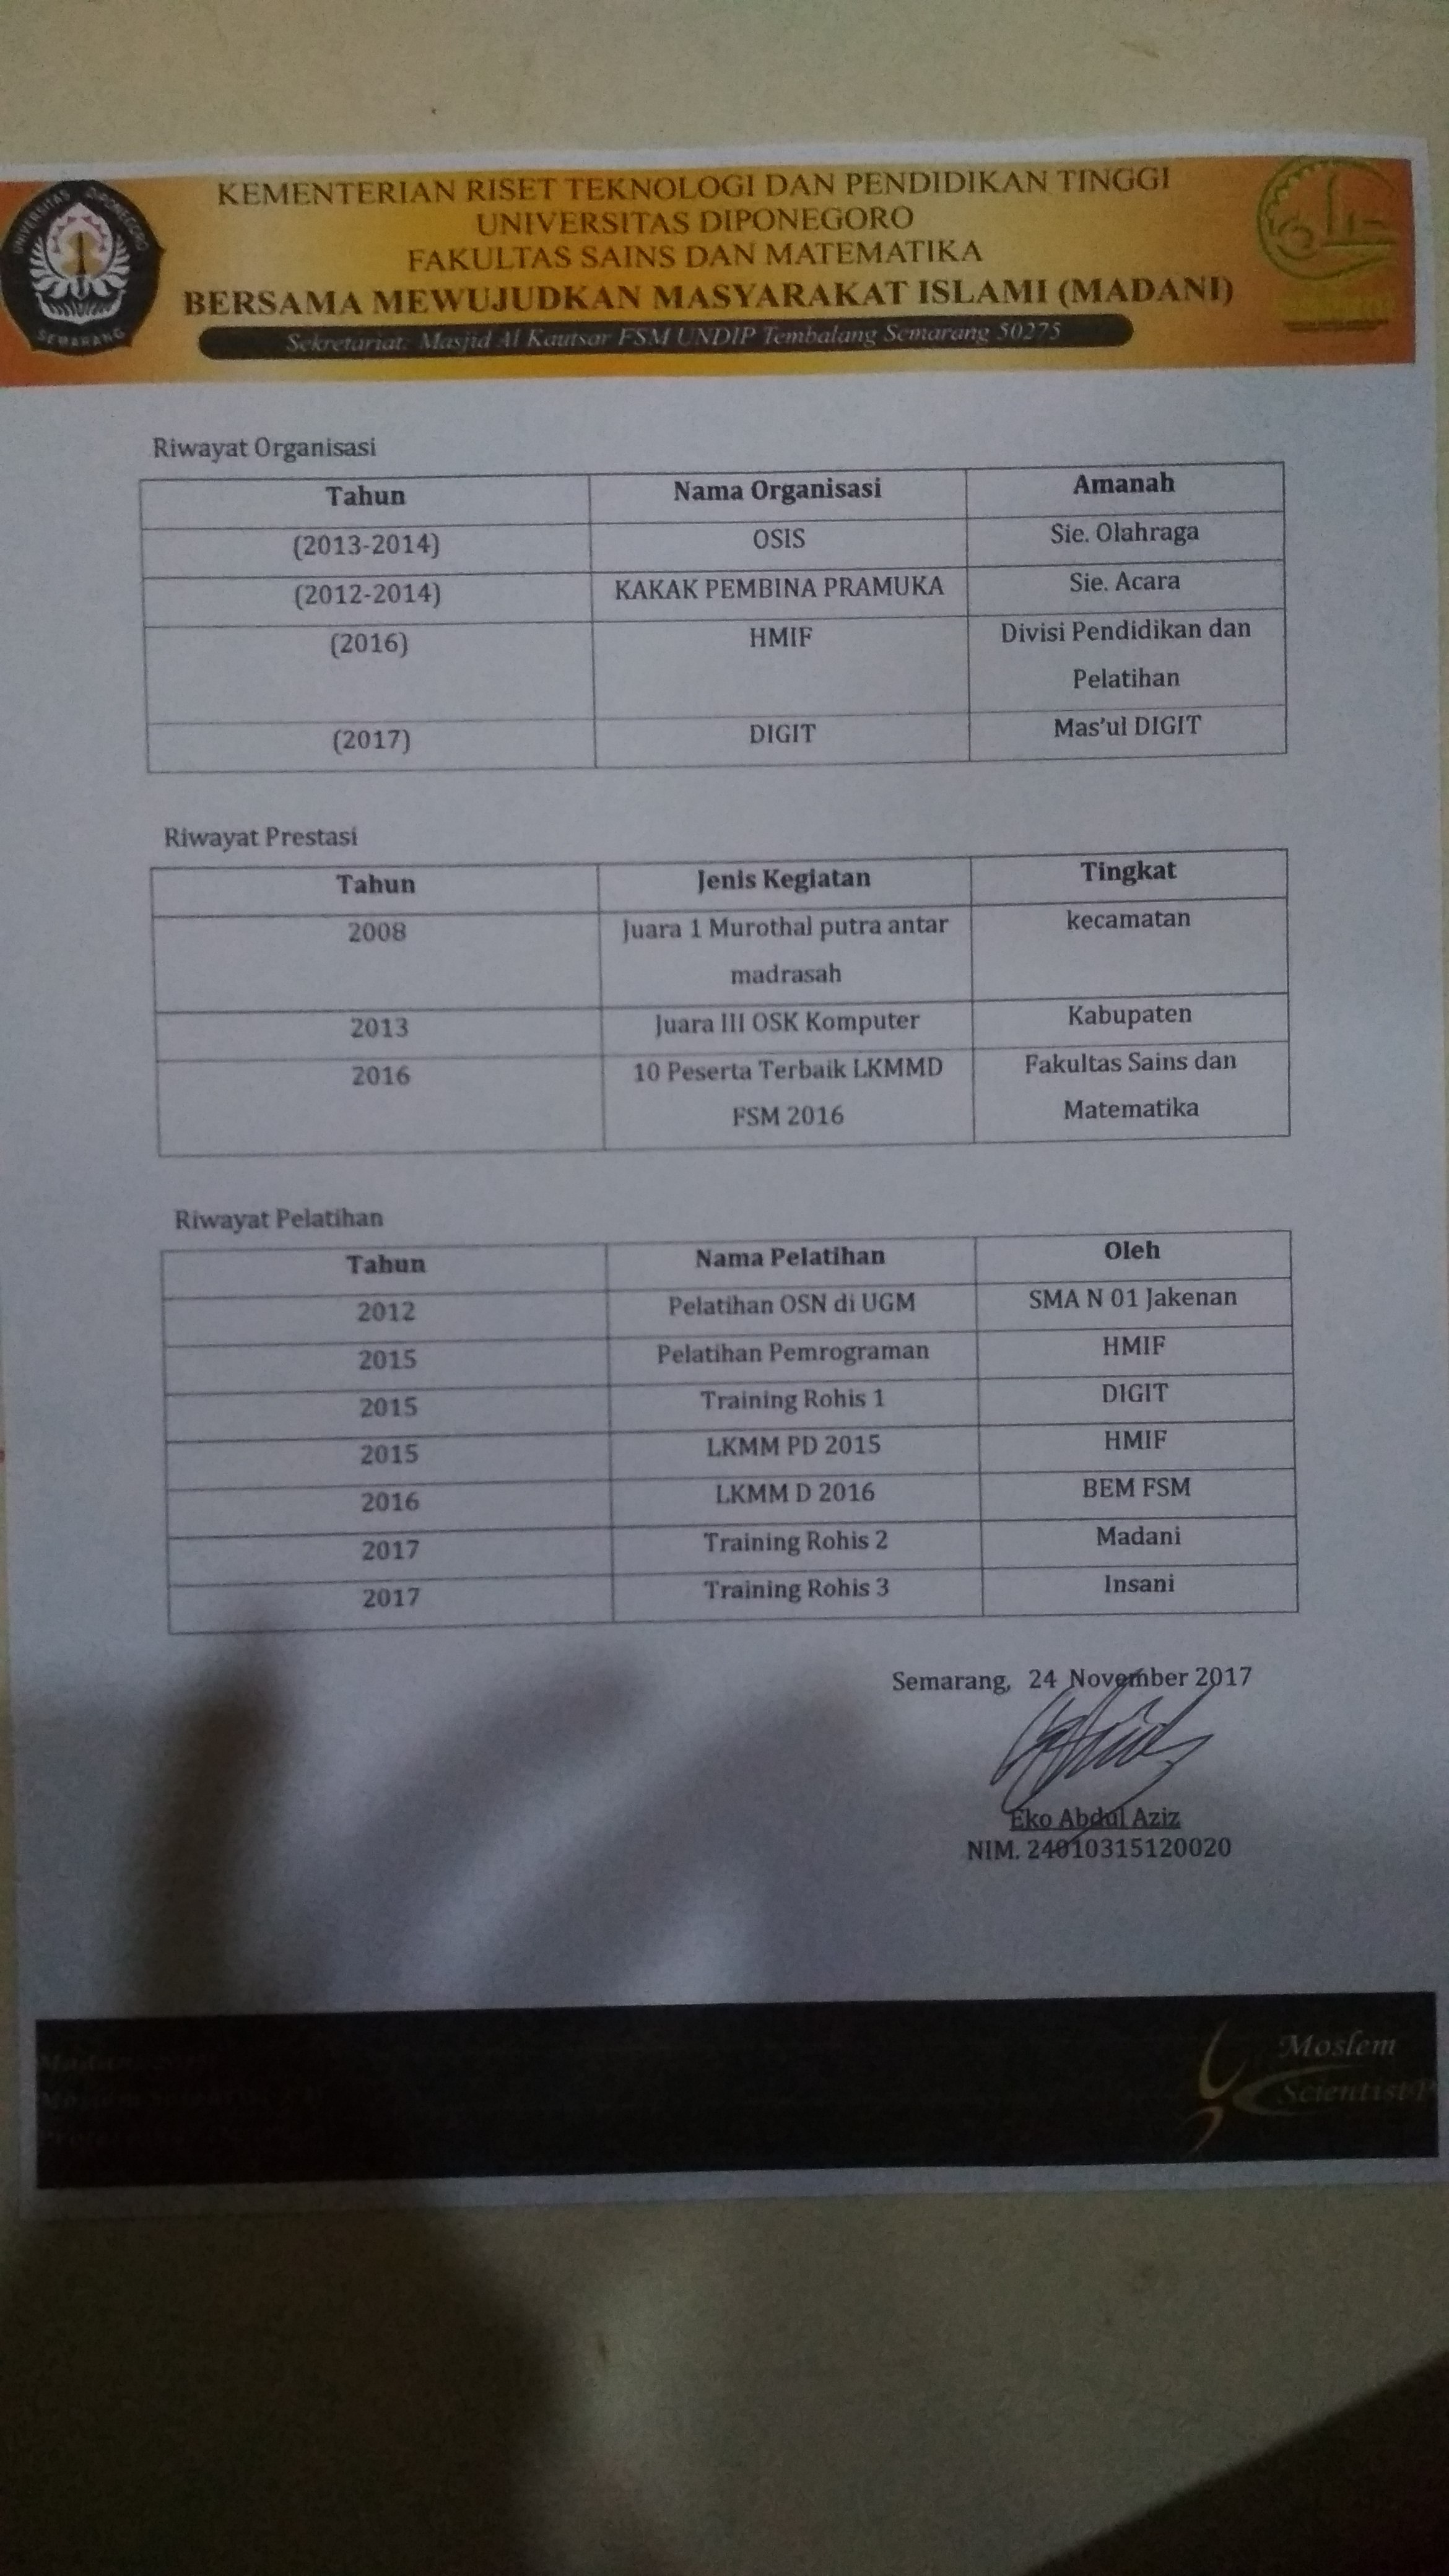 KEMENTERIAN RISET TEKNOLOGI DAN PENDIDIKAN TINGGI
UNIVERSITAS DIPONEGORO
FAKULTAS SAINS DAN MATEMATIKA
BERSAMA MEWUJUDKAN MASYARAKAT ISLAMI (MADANI)
Sekretariat: Masjid Al Kautsar FSM UNDIP Tembalang Semarang 50275
UNIVERSITAS DIPONEGORO
SEMARANG
Riwayat Organisasi
Tahun Nama Organisasi Amanah
(2013-2014) OSIS Sie. Olahraga
(2012-2014) KAKAK PEMBINA PRAMUKA Sie. Acara
(2016) HMIF Divisi Pendidikan dan
Pelatihan
(2017) DIGIT Mas'ul DIGIT
Riwayat Prestasi
Tahun Jenis Kegiatan Tingkat
2008 Juara 1 Murothal putra antar kecamatan
madrasah
2013 Juara III OSK Komputer Kabupaten
2016 10 Peserta Terbaik LKMMD Fakultas Sains dan
FSM 2016 Matematika
Riwayat Pelatihan
Tahun Nama Pelatihan Oleh
2012 Pelatihan OSN di UGM SMA N 01 Jakenan
2015 Pelatihan Pemrograman HMIF
2015 Training Rohis 1 DIGIT
2015 LKMM PD 2015 HMIF
2016 LKMM D 2016 BEM FSM
2017 Training Rohis 2 Madani
2017 Training Rohis 3 Insani
Semarang, 24 November 2017
Eko Abdul Aziz
NIM. 24010315120020
Moslem
Scientist P